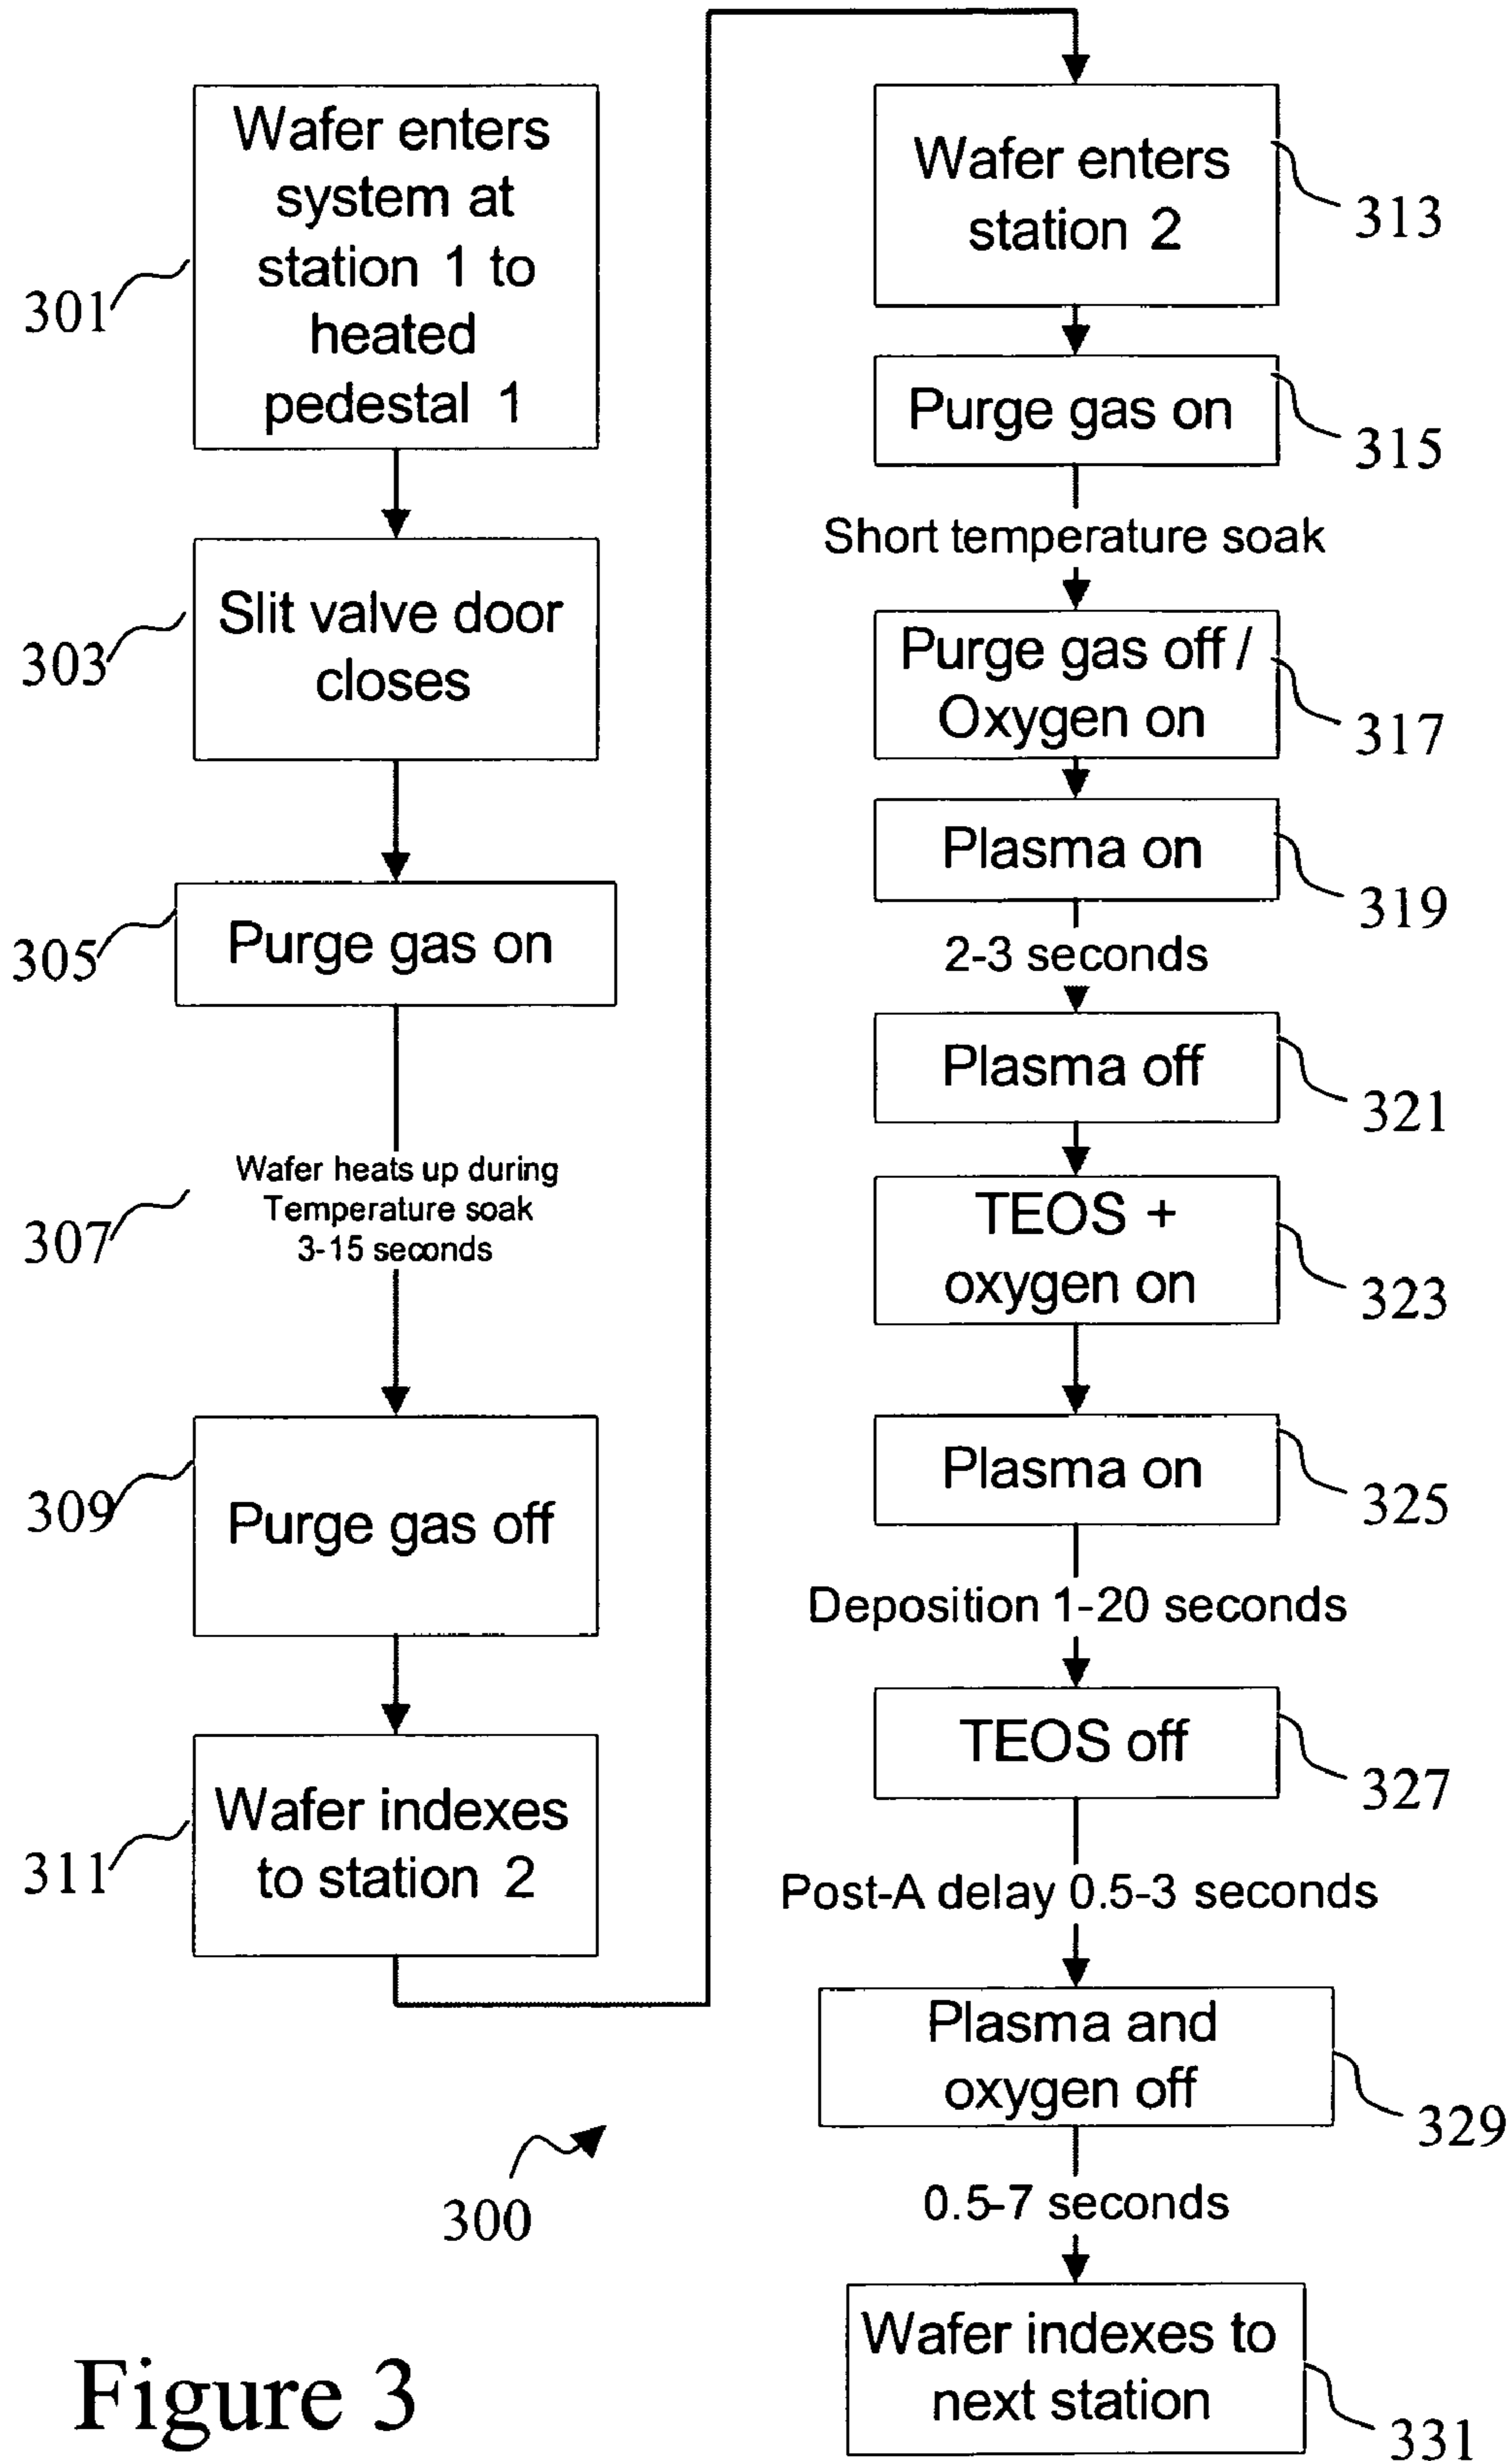 Wafer enters
system at
station 1 to
heated
pedestal 1
301
Slit valve door
closes
303
Purge gas on
305
Wafer heats up during
Temperature soak
3-15 seconds
307
Purge gas off
309
Wafer indexes
to station 2
311
Wafer enters
station 2
313
Purge gas on
315
Short temperature soak
Purge gas off /
Oxygen on
317
Plasma on
319
2-3 seconds
Plasma off
321
TEOS +
oxygen on
323
Plasma on
325
Deposition 1-20 seconds
TEOS off
327
Post-A delay 0.5-3 seconds
Plasma and
oxygen off
329
0.5-7 seconds
Wafer indexes to
next station
331
300
Figure 3